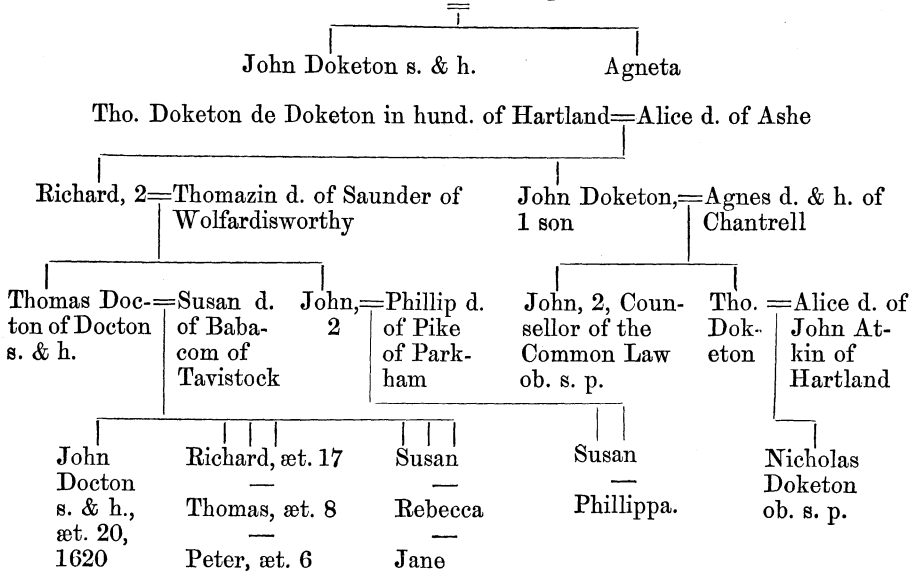 John Doketon s. & h.
Agneta
Tho. Doketon de Doketon in hund. of Hartland=Alice d. of Ashe
Richard, 2=Thomazin d. of Saunder of
Wolfardisworthy
John Doketon,=Agnes d. & h. of
1 son
Chantrell
Thomas Doc-=Susan d.
ton of Docton
of Baba-
s. & h.
com of
Tavistock
John,=Phillip d.
2
of Pike
of Park-
ham
John, 2, Coun-
sellor of the
Common Law
ob. s. p.
Tho. =Alice d. of
Dok-
John At-
eton
kin of
Hartland
John
Docton
s. & h.,
æt. 20,
1620
Richard, æt. 17
—
Thomas, æt. 8
—
Peter, æt. 6
Susan
—
Rebecca
—
Jane
Susan
—
Phillippa.
Nicholas
Doketon
ob. s. p.